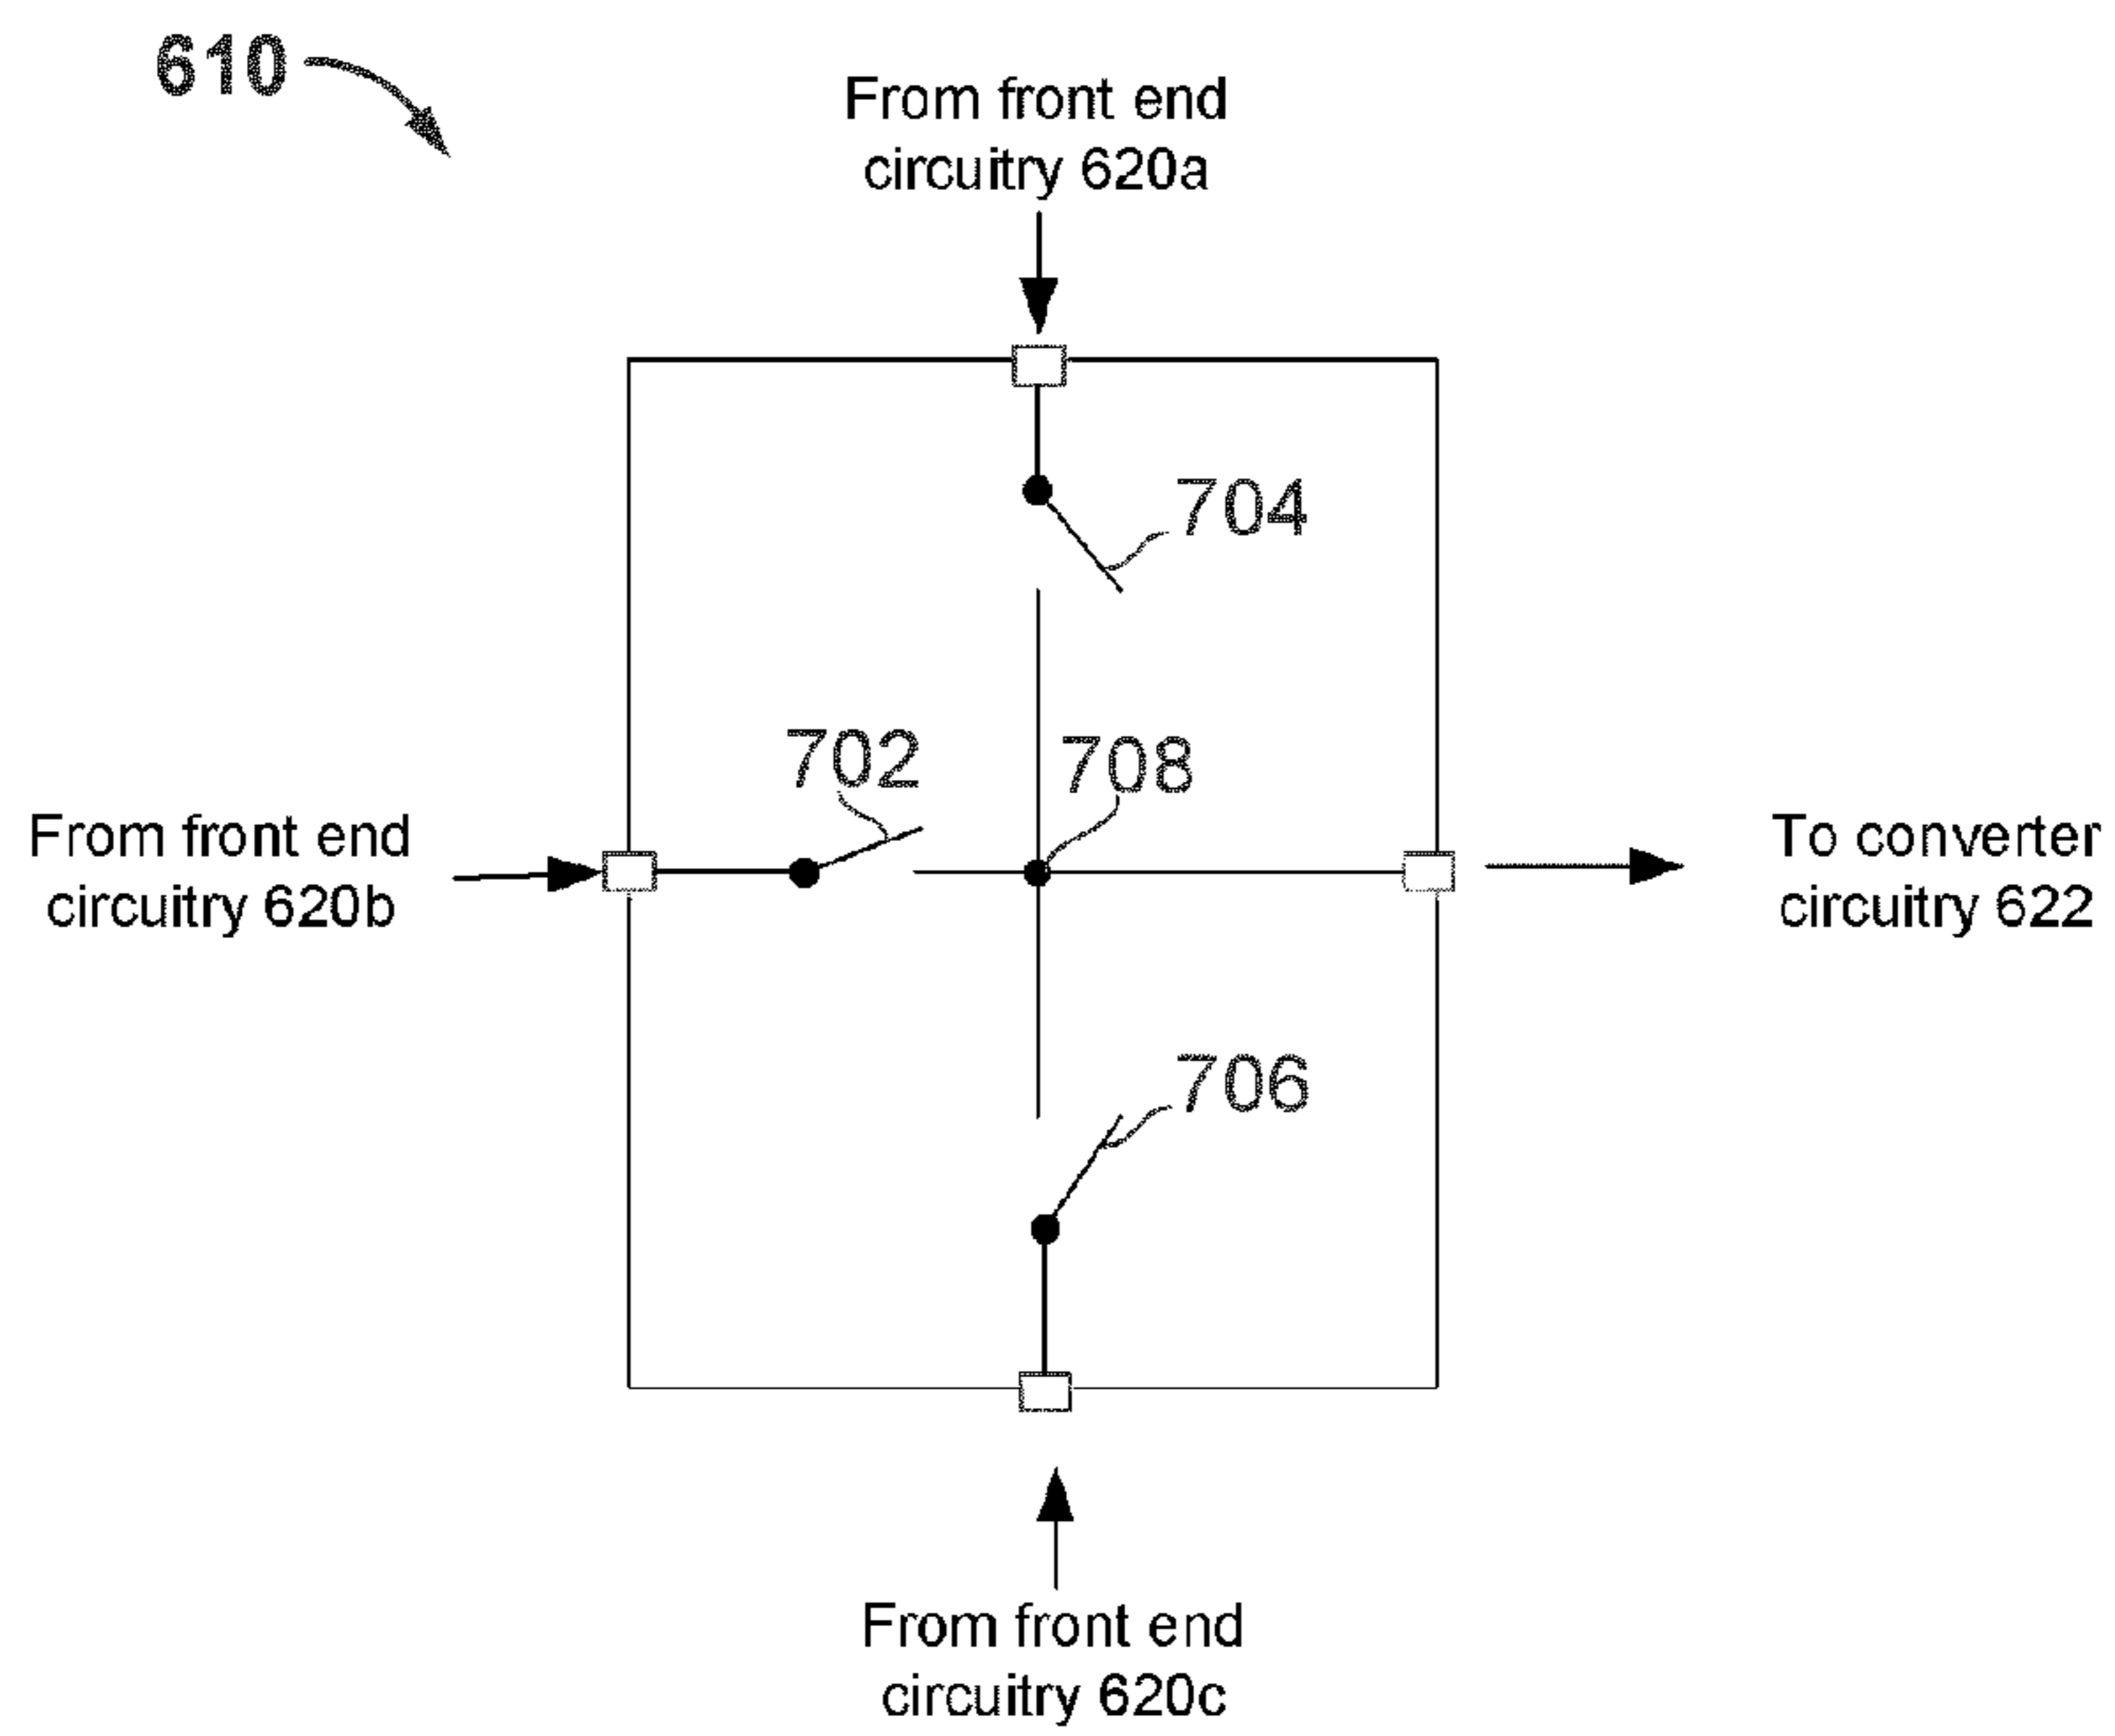 610
From front end
circuitry 620a
704
702
708
From front end
circuitry 620b
To converter
circuitry 622
706
From front end
circuitry 620c